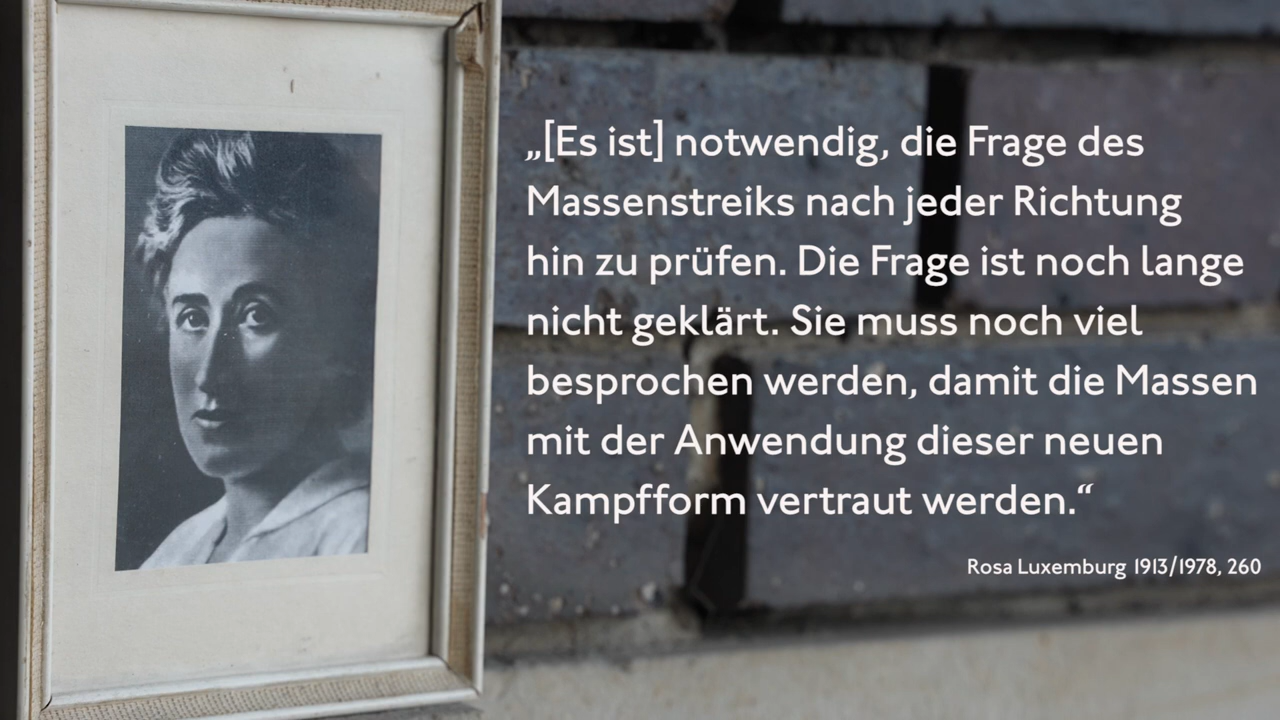 „[Es ist] notwendig, die Frage des
Massenstreiks nach jeder Richtung
hin zu prüfen. Die Frage ist noch lange
nicht geklärt. Sie muss noch viel
besprochen werden, damit die Massen
mit der Anwendung dieser neuen
Kampfform vertraut werden.“
Rosa Luxemburg 1913/1978, 260